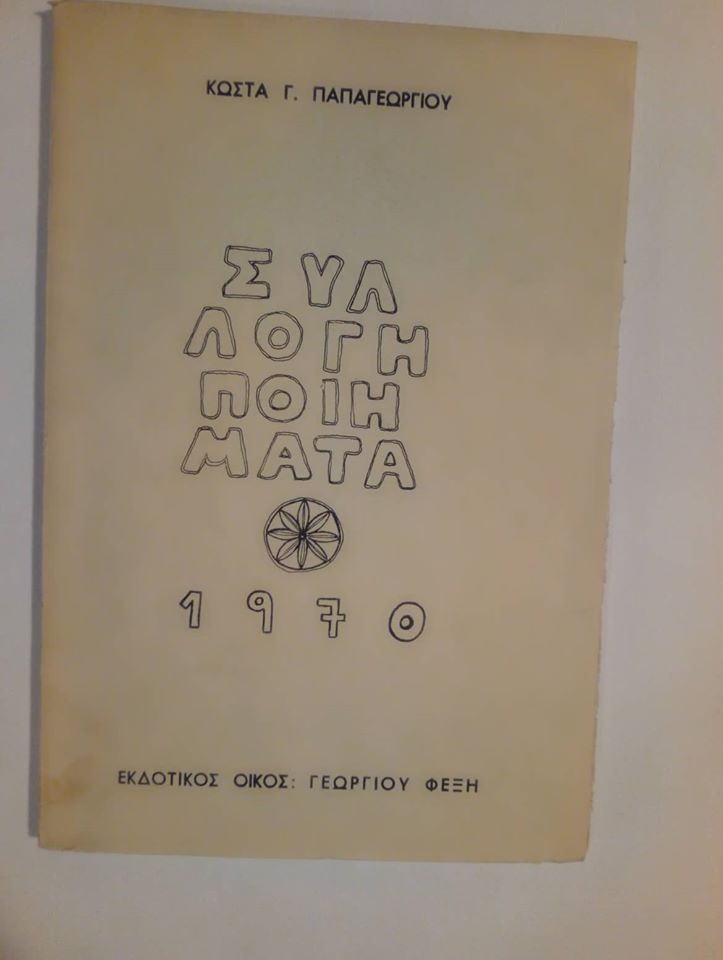 ΚΩΣΤΑ Γ. ΠΑΠΑΓΕΩΡΓΙΟΥ
ΣΥΛ
ΛΟΓΗ
ΠΟΙΗ
ΜΑΤΑ
1970
ΕΚΔΟΤΙΚΟΣ ΟΙΚΟΣ: ΓΕΩΡΓΙΟΥ ΦΕΞΗ